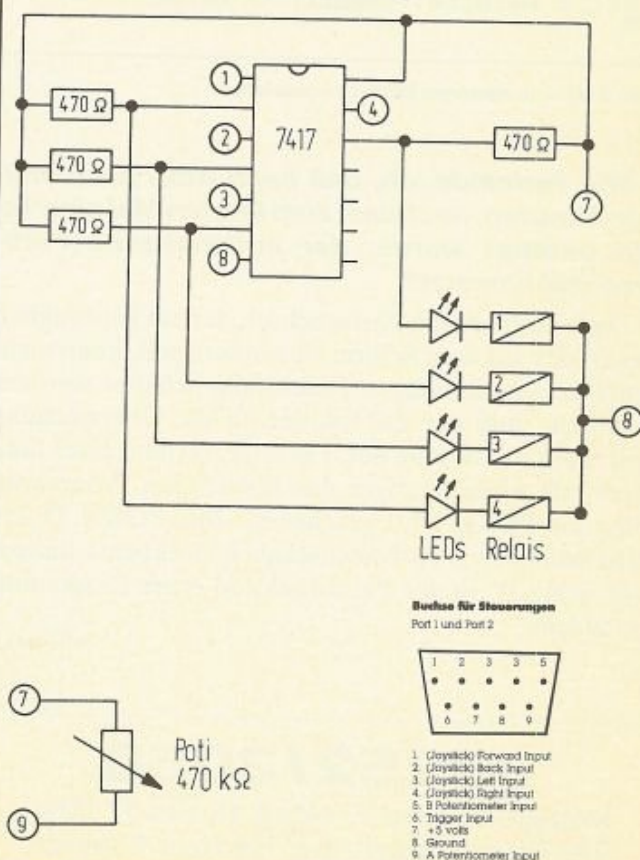 1
470 Ω
4
2
7417
470 Ω
470 Ω
3
470 Ω
7
8
1
2
8
3
4
LEDs Relais
Buchse für Steuerungen
Port 1 und Port 2
1 2 3 3 5
6 7 8 9
7
Poti
470 kΩ
9
1. (Joystick) Forward Input
2. (Joystick) Back Input
3. (Joystick) Left Input
4. (Joystick) Right Input
5. B Potentiometer Input
6. Trigger Input
7. +5 volts
8. Ground
9. A Potentiometer Input